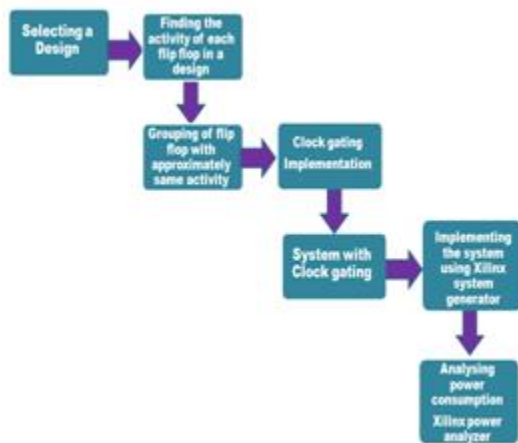 Selecting a
Design
Finding the
activity of each
flip flop in a
design
Grouping of flip
flop with
approximately
same activity
Clock gating
Implementation
System with
Clock gating
Implementing
the system
using Xilinx
system
generator
Analysing
power
consumption
Xilinx power
analyzer